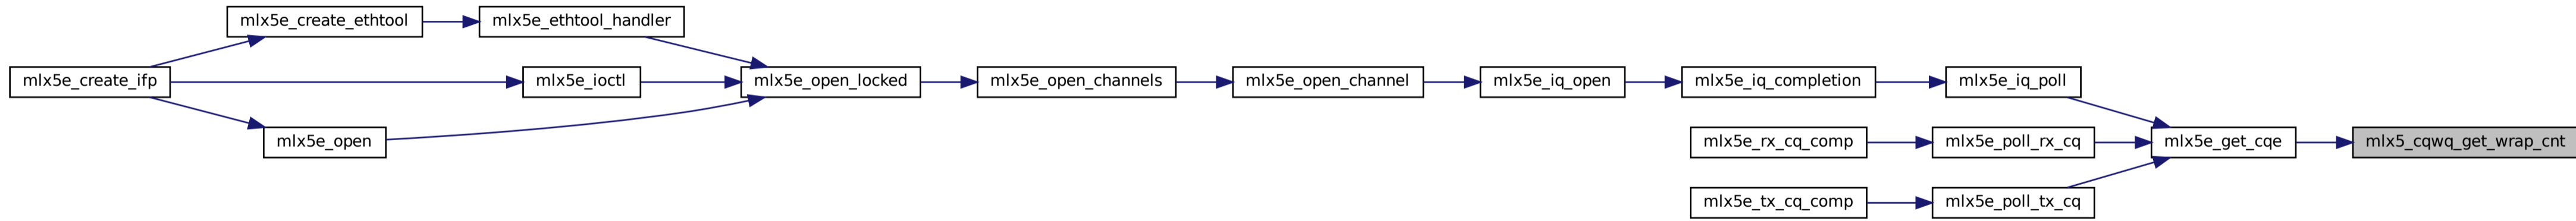 mlx5e_create_ethtool
mlx5e_ethtool_handler
mlx5e_create_ifp
mlx5e_ioctl
mlx5e_open_locked
mlx5e_open_channels
mlx5e_open_channel
mlx5e_iq_open
mlx5e_iq_completion
mlx5e_iq_poll
mlx5e_open
mlx5e_rx_cq_comp
mlx5e_poll_rx_cq
mlx5e_get_cqe
mlx5_cqwq_get_wrap_cnt
mlx5e_tx_cq_comp
mlx5e_poll_tx_cq